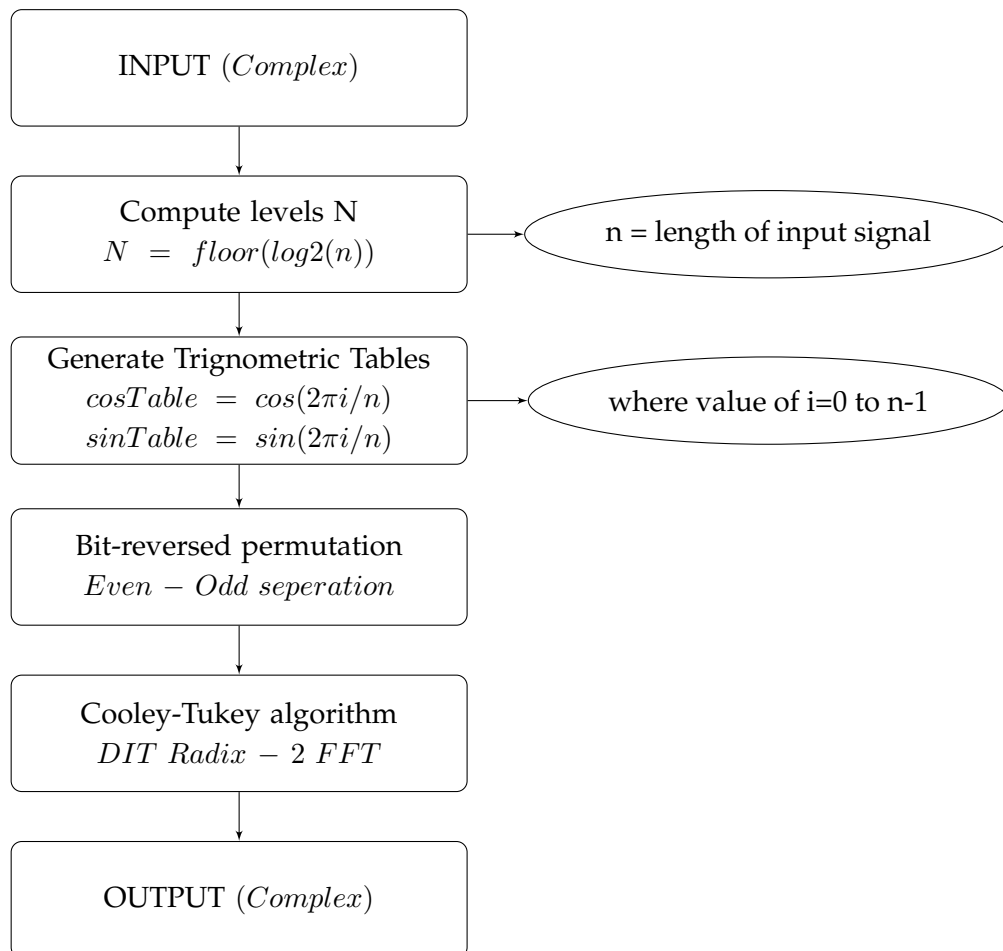 INPUT (Complex)
Compute levels N
N = floor(log2(n))
n = length of input signal
Generate Trignometric Tables
cosTable = cos(2πi/n)
sinTable = sin(2πi/n)
where value of i=0 to n-1
Bit-reversed permutation
Even − Odd seperation
Cooley-Tukey algorithm
DIT Radix − 2 FFT
OUTPUT (Complex)